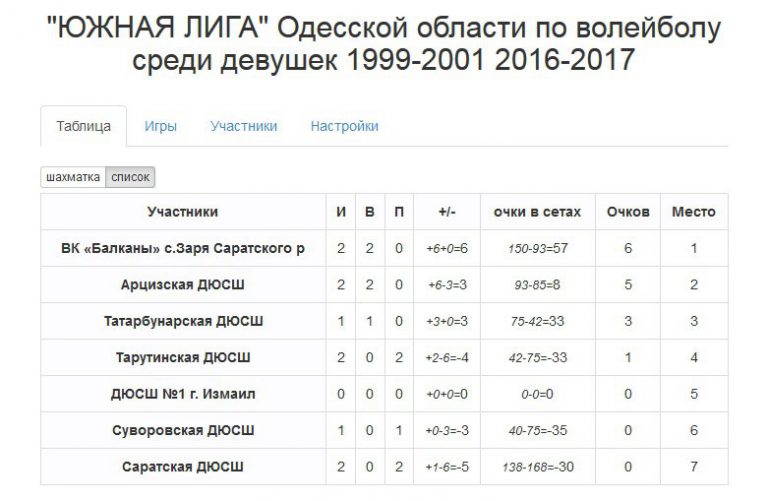 "ЮЖНАЯ ЛИГА" Одесской области по волейболу
среди девушек 1999-2001 2016-2017
Таблица Игры Участники Настройки
шахматка список
Участники И В П +/- очки в сетах Очков Место
ВК «Балканы» с.Заря Саратского р 2 2 0 +6+0=6 150-93=57 6 1
Арцизская ДЮСШ 2 2 0 +6-3=3 93-85=8 5 2
Татарбунарская ДЮСШ 1 1 0 +3+0=3 75-42=33 3 3
Тарутинская ДЮСШ 2 0 2 +2-6=-4 42-75=-33 1 4
ДЮСШ №1 г. Измаил 0 0 0 +0+0=0 0-0=0 0 5
Суворовская ДЮСШ 1 0 1 +0-3=-3 40-75=-35 0 6
Саратская ДЮСШ 2 0 2 +1-6=-5 138-168=-30 0 7